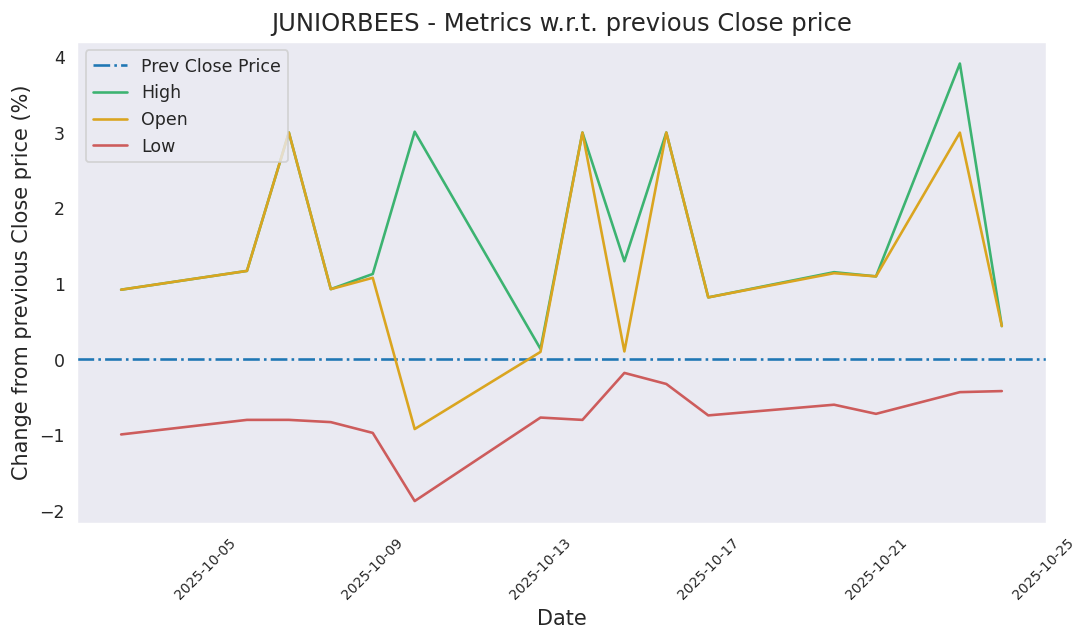 JUNIORBEES - Metrics w.r.t. previous Close price
Change from previous Close price (%)
4
3
2
1
0
−1
−2
Prev Close Price
High
Open
Low
2025-10-05
2025-10-09
2025-10-13
2025-10-17
2025-10-21
2025-10-25
Date